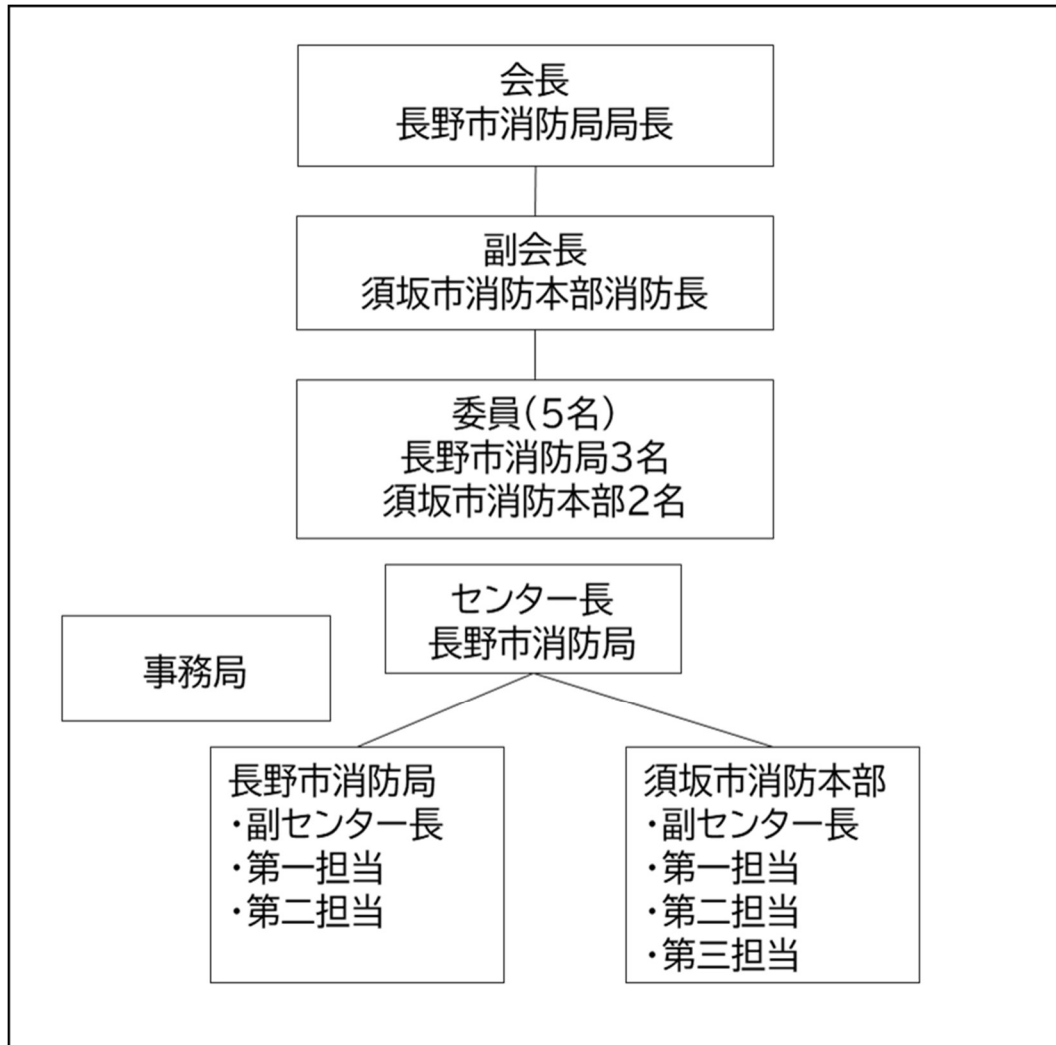 会長
長野市消防局局長
副会長
須坂市消防本部消防長
委員(5名)
長野市消防局3名
須坂市消防本部2名
センター長
長野市消防局
事務局
長野市消防局
・副センター長
・第一担当
・第二担当
須坂市消防本部
・副センター長
・第一担当
・第二担当
・第三担当